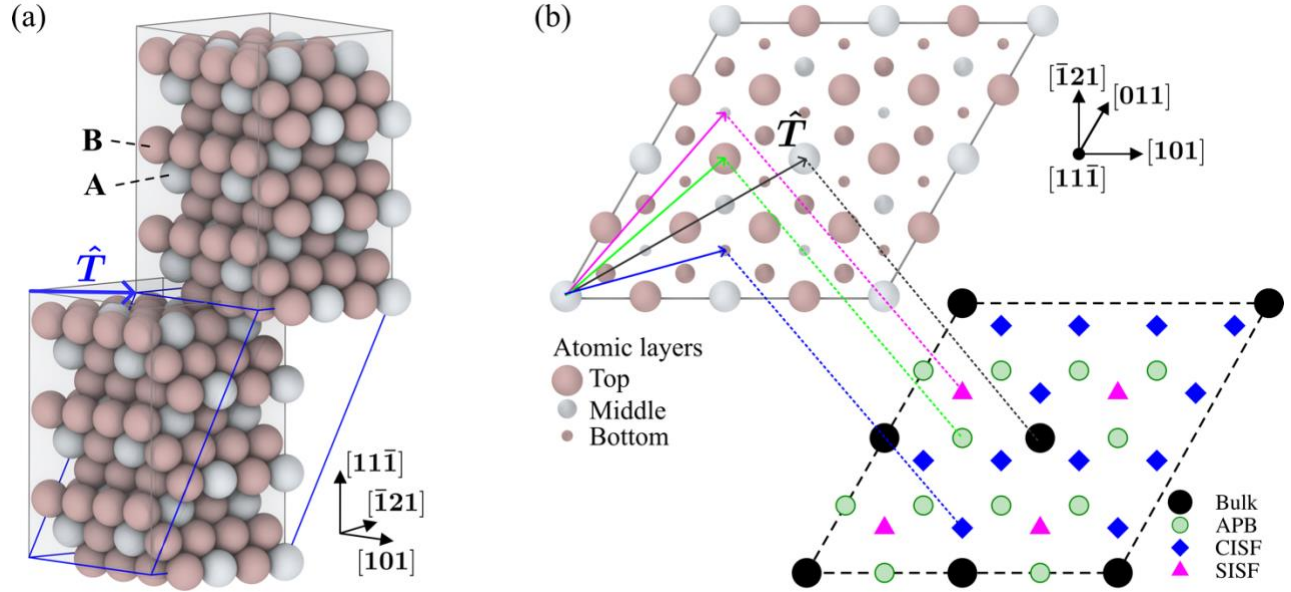 (a)
B
A
T̂
[111̄]
[1̄21]
[101]
(b)
T̂
[1̄21]
[011]
[101]
[111̄]
Atomic layers
Top
Middle
Bottom
Bulk
APB
CISF
SISF